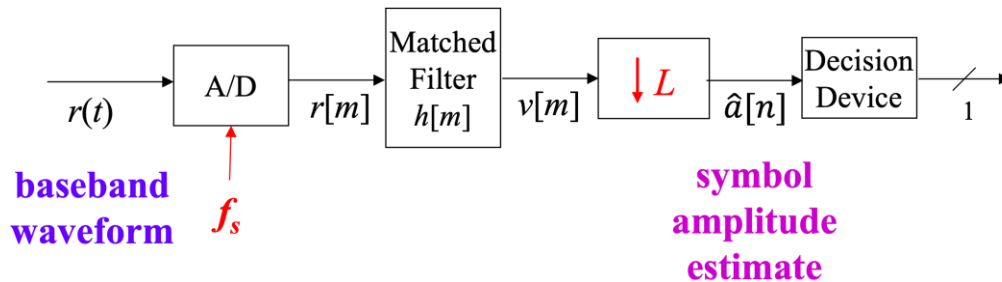 r(t)
A/D
r[m]
Matched
Filter
h[m]
v[m]
↓ L
â[n]
Decision
Device
1
baseband
waveform
f_s
symbol
amplitude
estimate